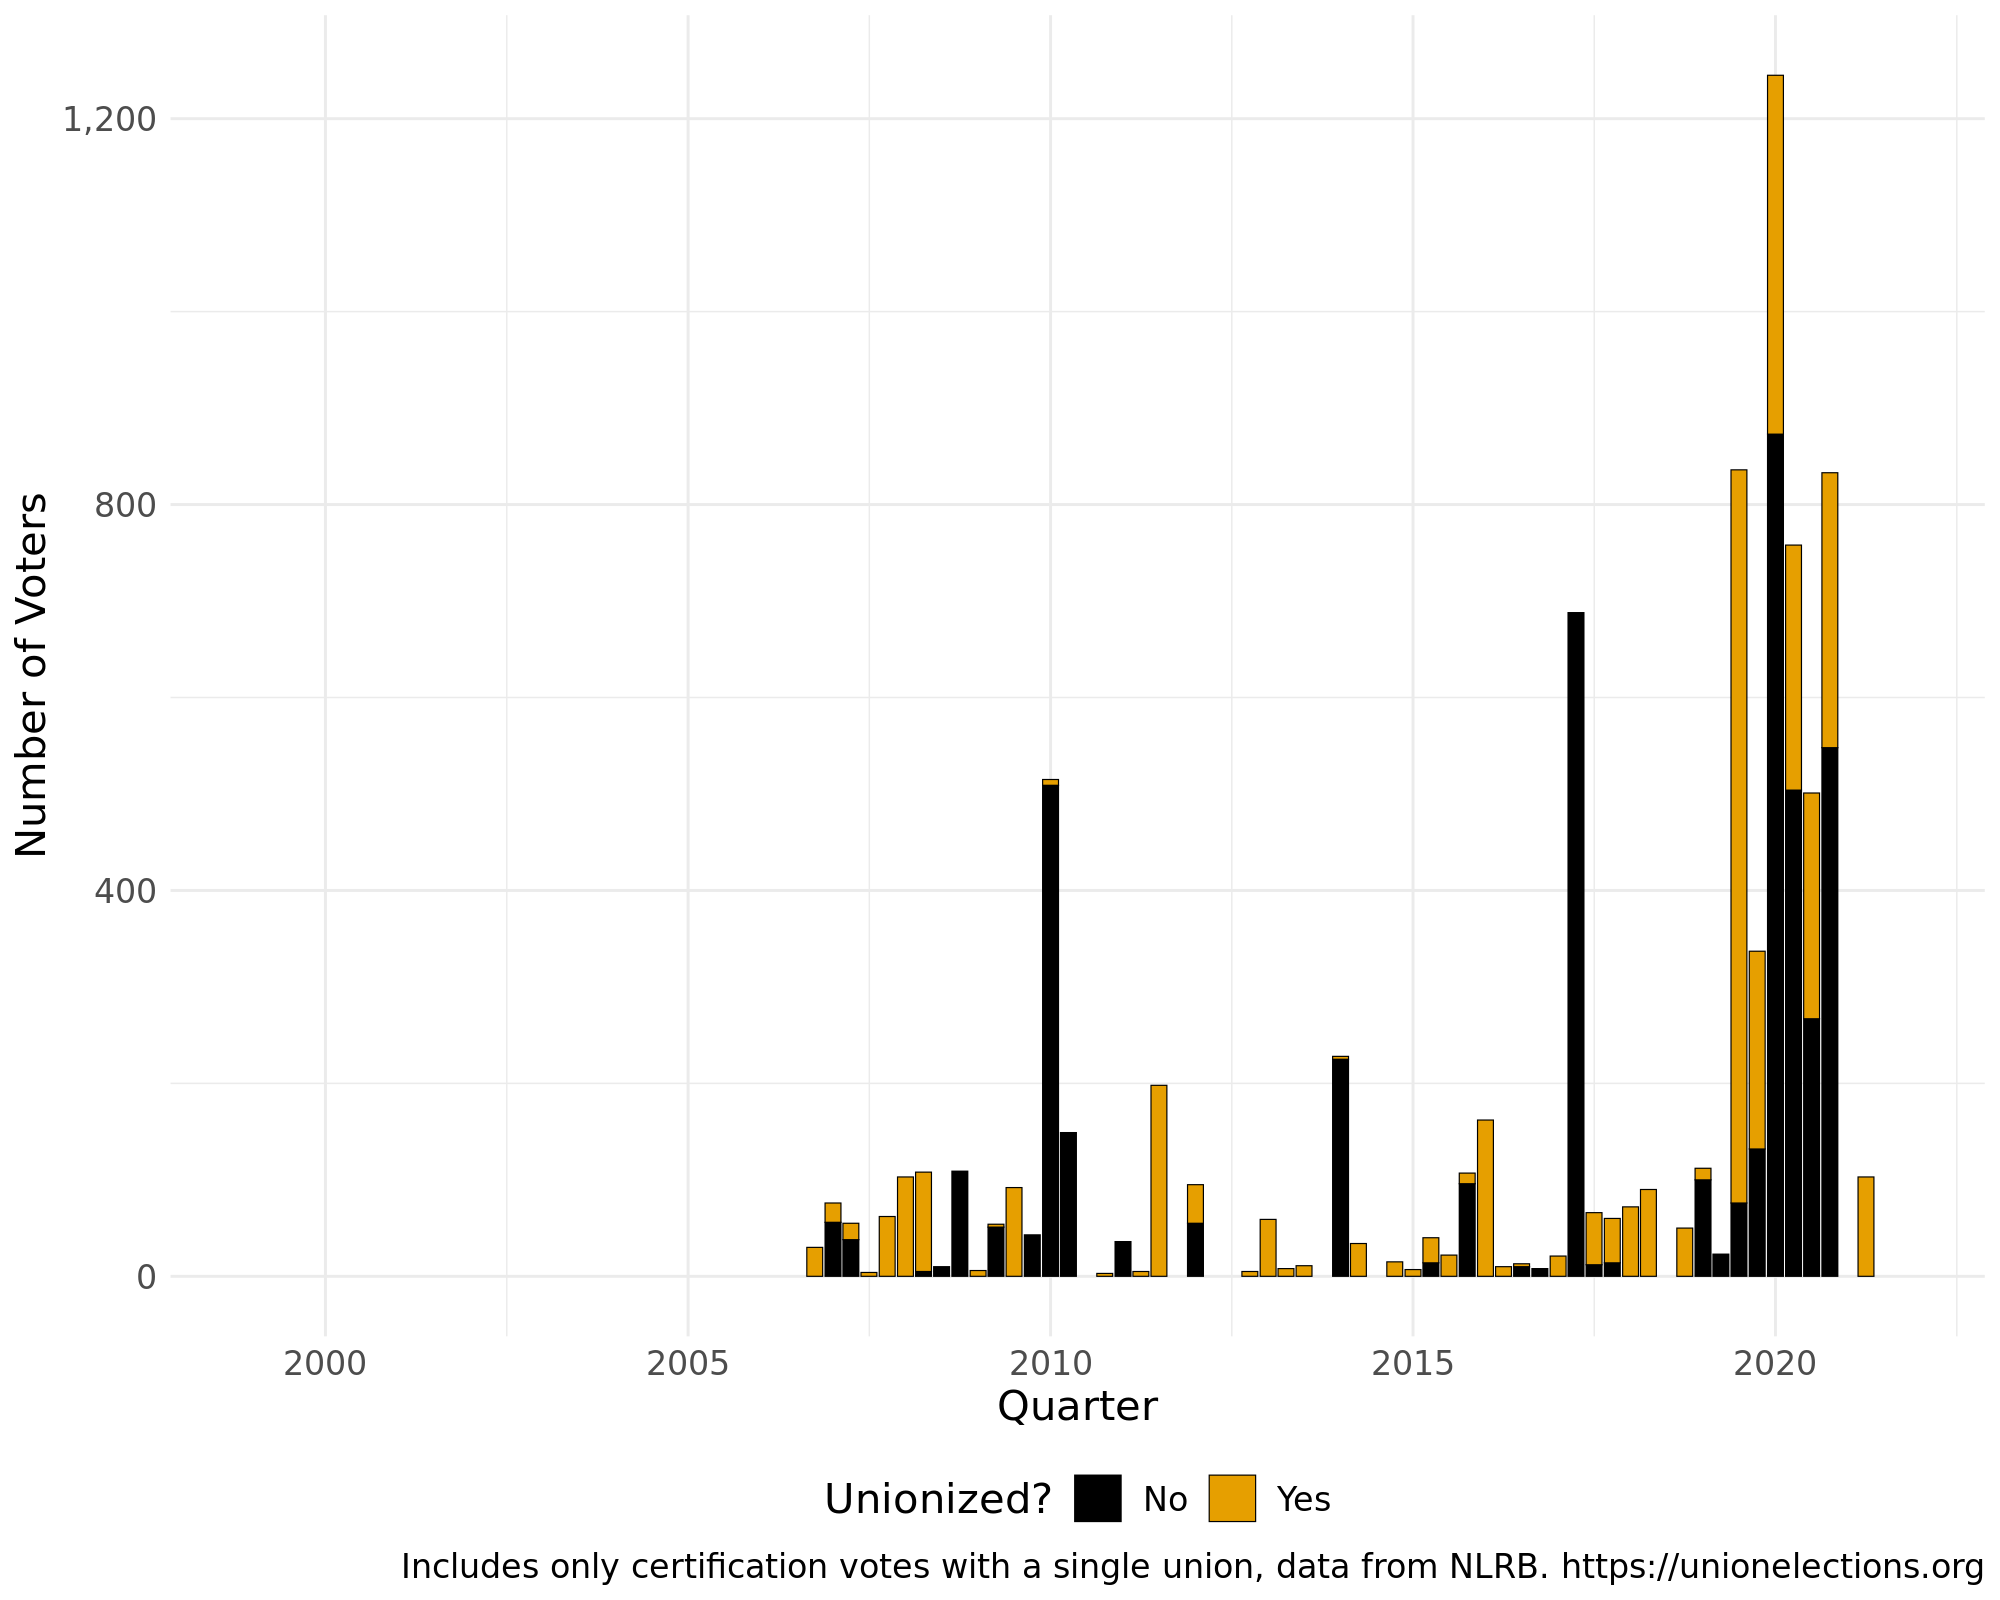 1,200
800
400
0
Number of Voters
2000 2005 2010 2015 2020
Quarter
Unionized? No Yes
Includes only certification votes with a single union, data from NLRB. https://unionelections.org